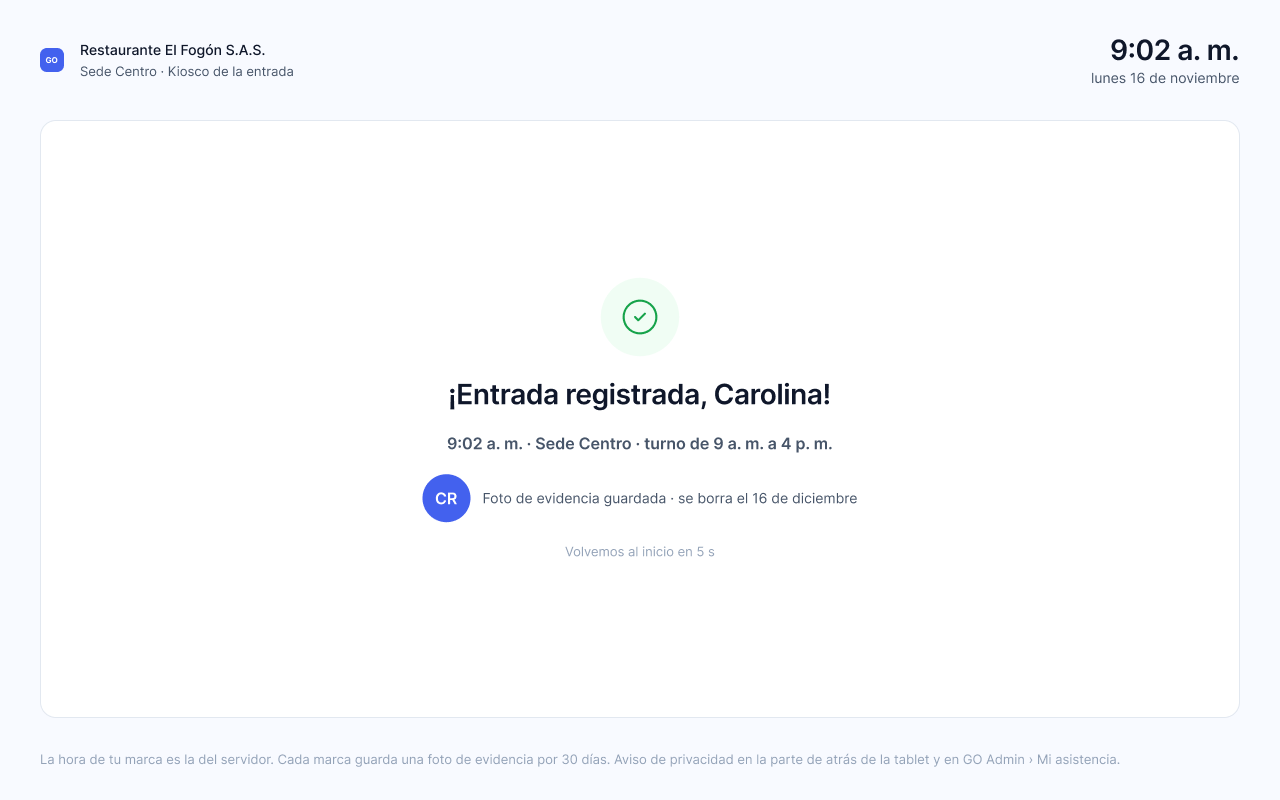 GO
Restaurante El Fogón S.A.S.
Sede Centro · Kiosco de la entrada
9:02 a. m.
lunes 16 de noviembre
¡Entrada registrada, Carolina!
9:02 a. m. · Sede Centro · turno de 9 a. m. a 4 p. m.
CR
Foto de evidencia guardada · se borra el 16 de diciembre
Volvemos al inicio en 5 s
La hora de tu marca es la del servidor. Cada marca guarda una foto de evidencia por 30 días. Aviso de privacidad en la parte de atrás de la tablet y en GO Admin › Mi asistencia.